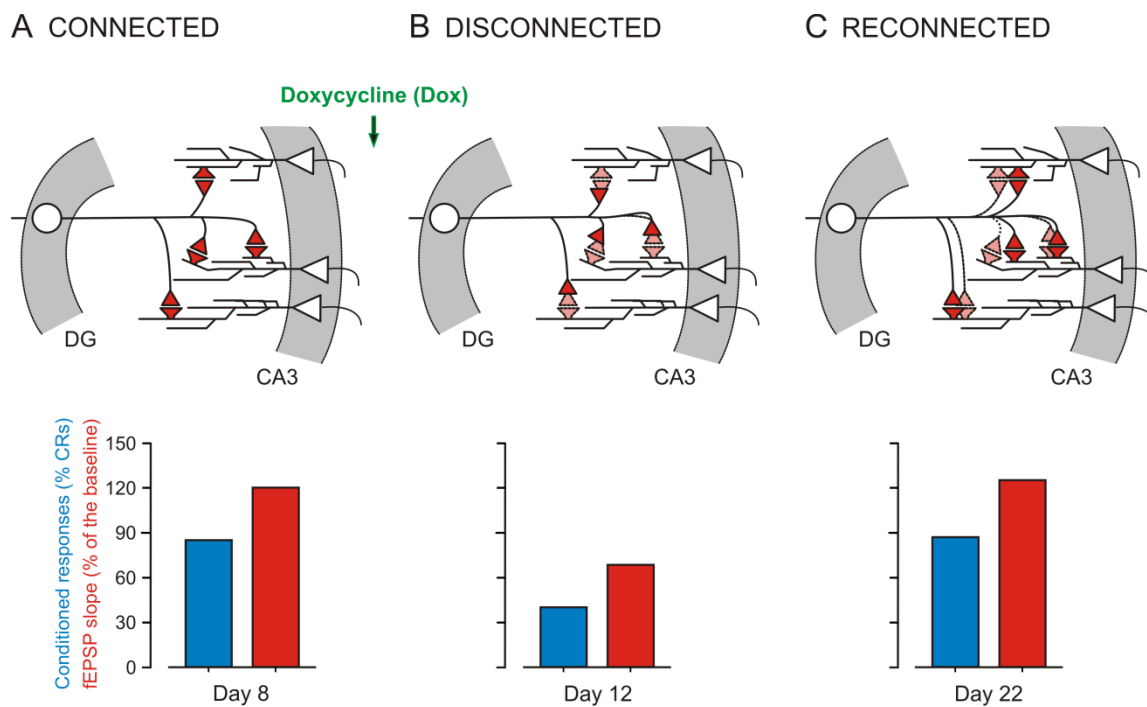 A CONNECTED
B DISCONNECTED
C RECONNECTED
Doxycycline (Dox)
DG
CA3
DG
CA3
DG
CA3
Conditioned responses (% CRs)
fEPSP slope (% of the baseline)
150
120
90
60
30
0
Day 8
Day 12
Day 22